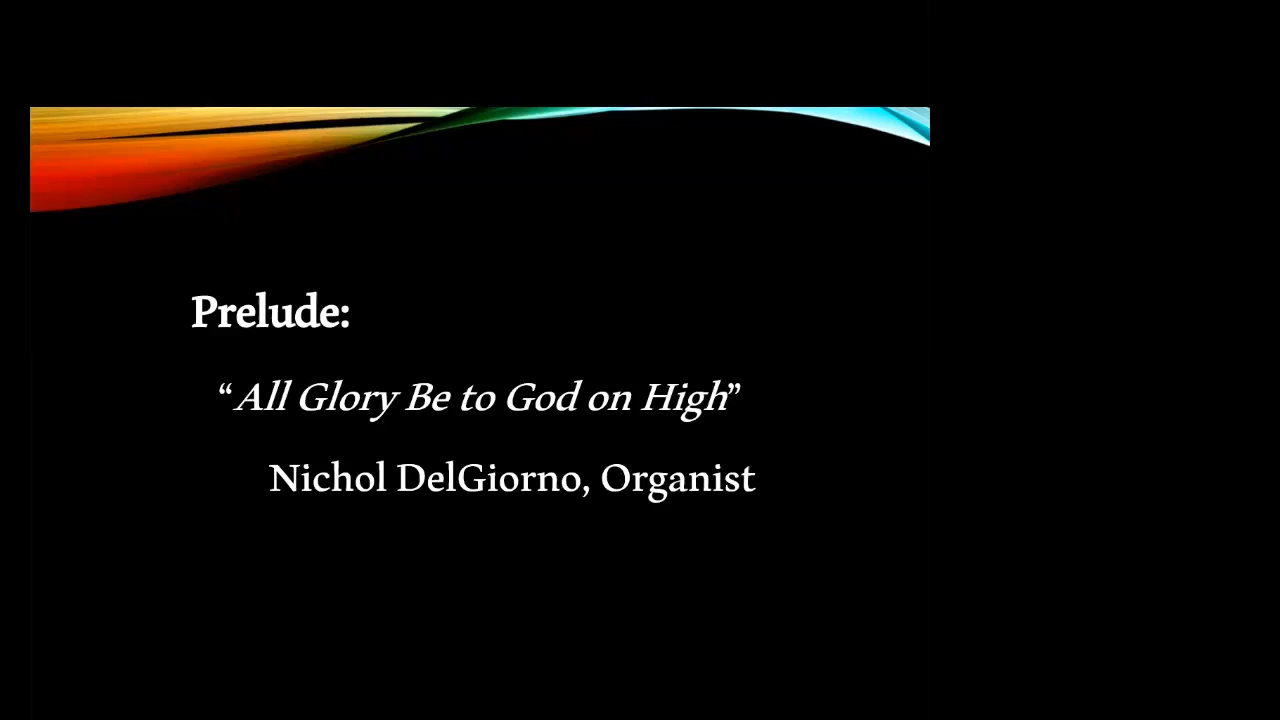 Prelude:
“All Glory Be to God on High”
Nichol DelGiorno, Organist